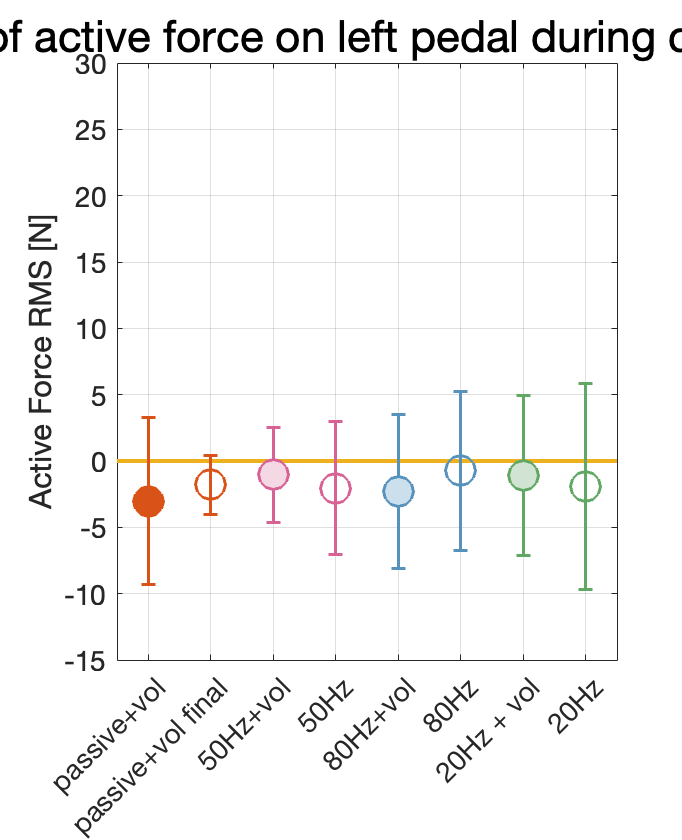 of active force on left pedal during
30
25
20
15
10
5
0
-5
-10
-15
Active Force RMS [N]
passive+vol
passive+vol final
50Hz+vol
50Hz
80Hz+vol
80Hz
20Hz + vol
20Hz